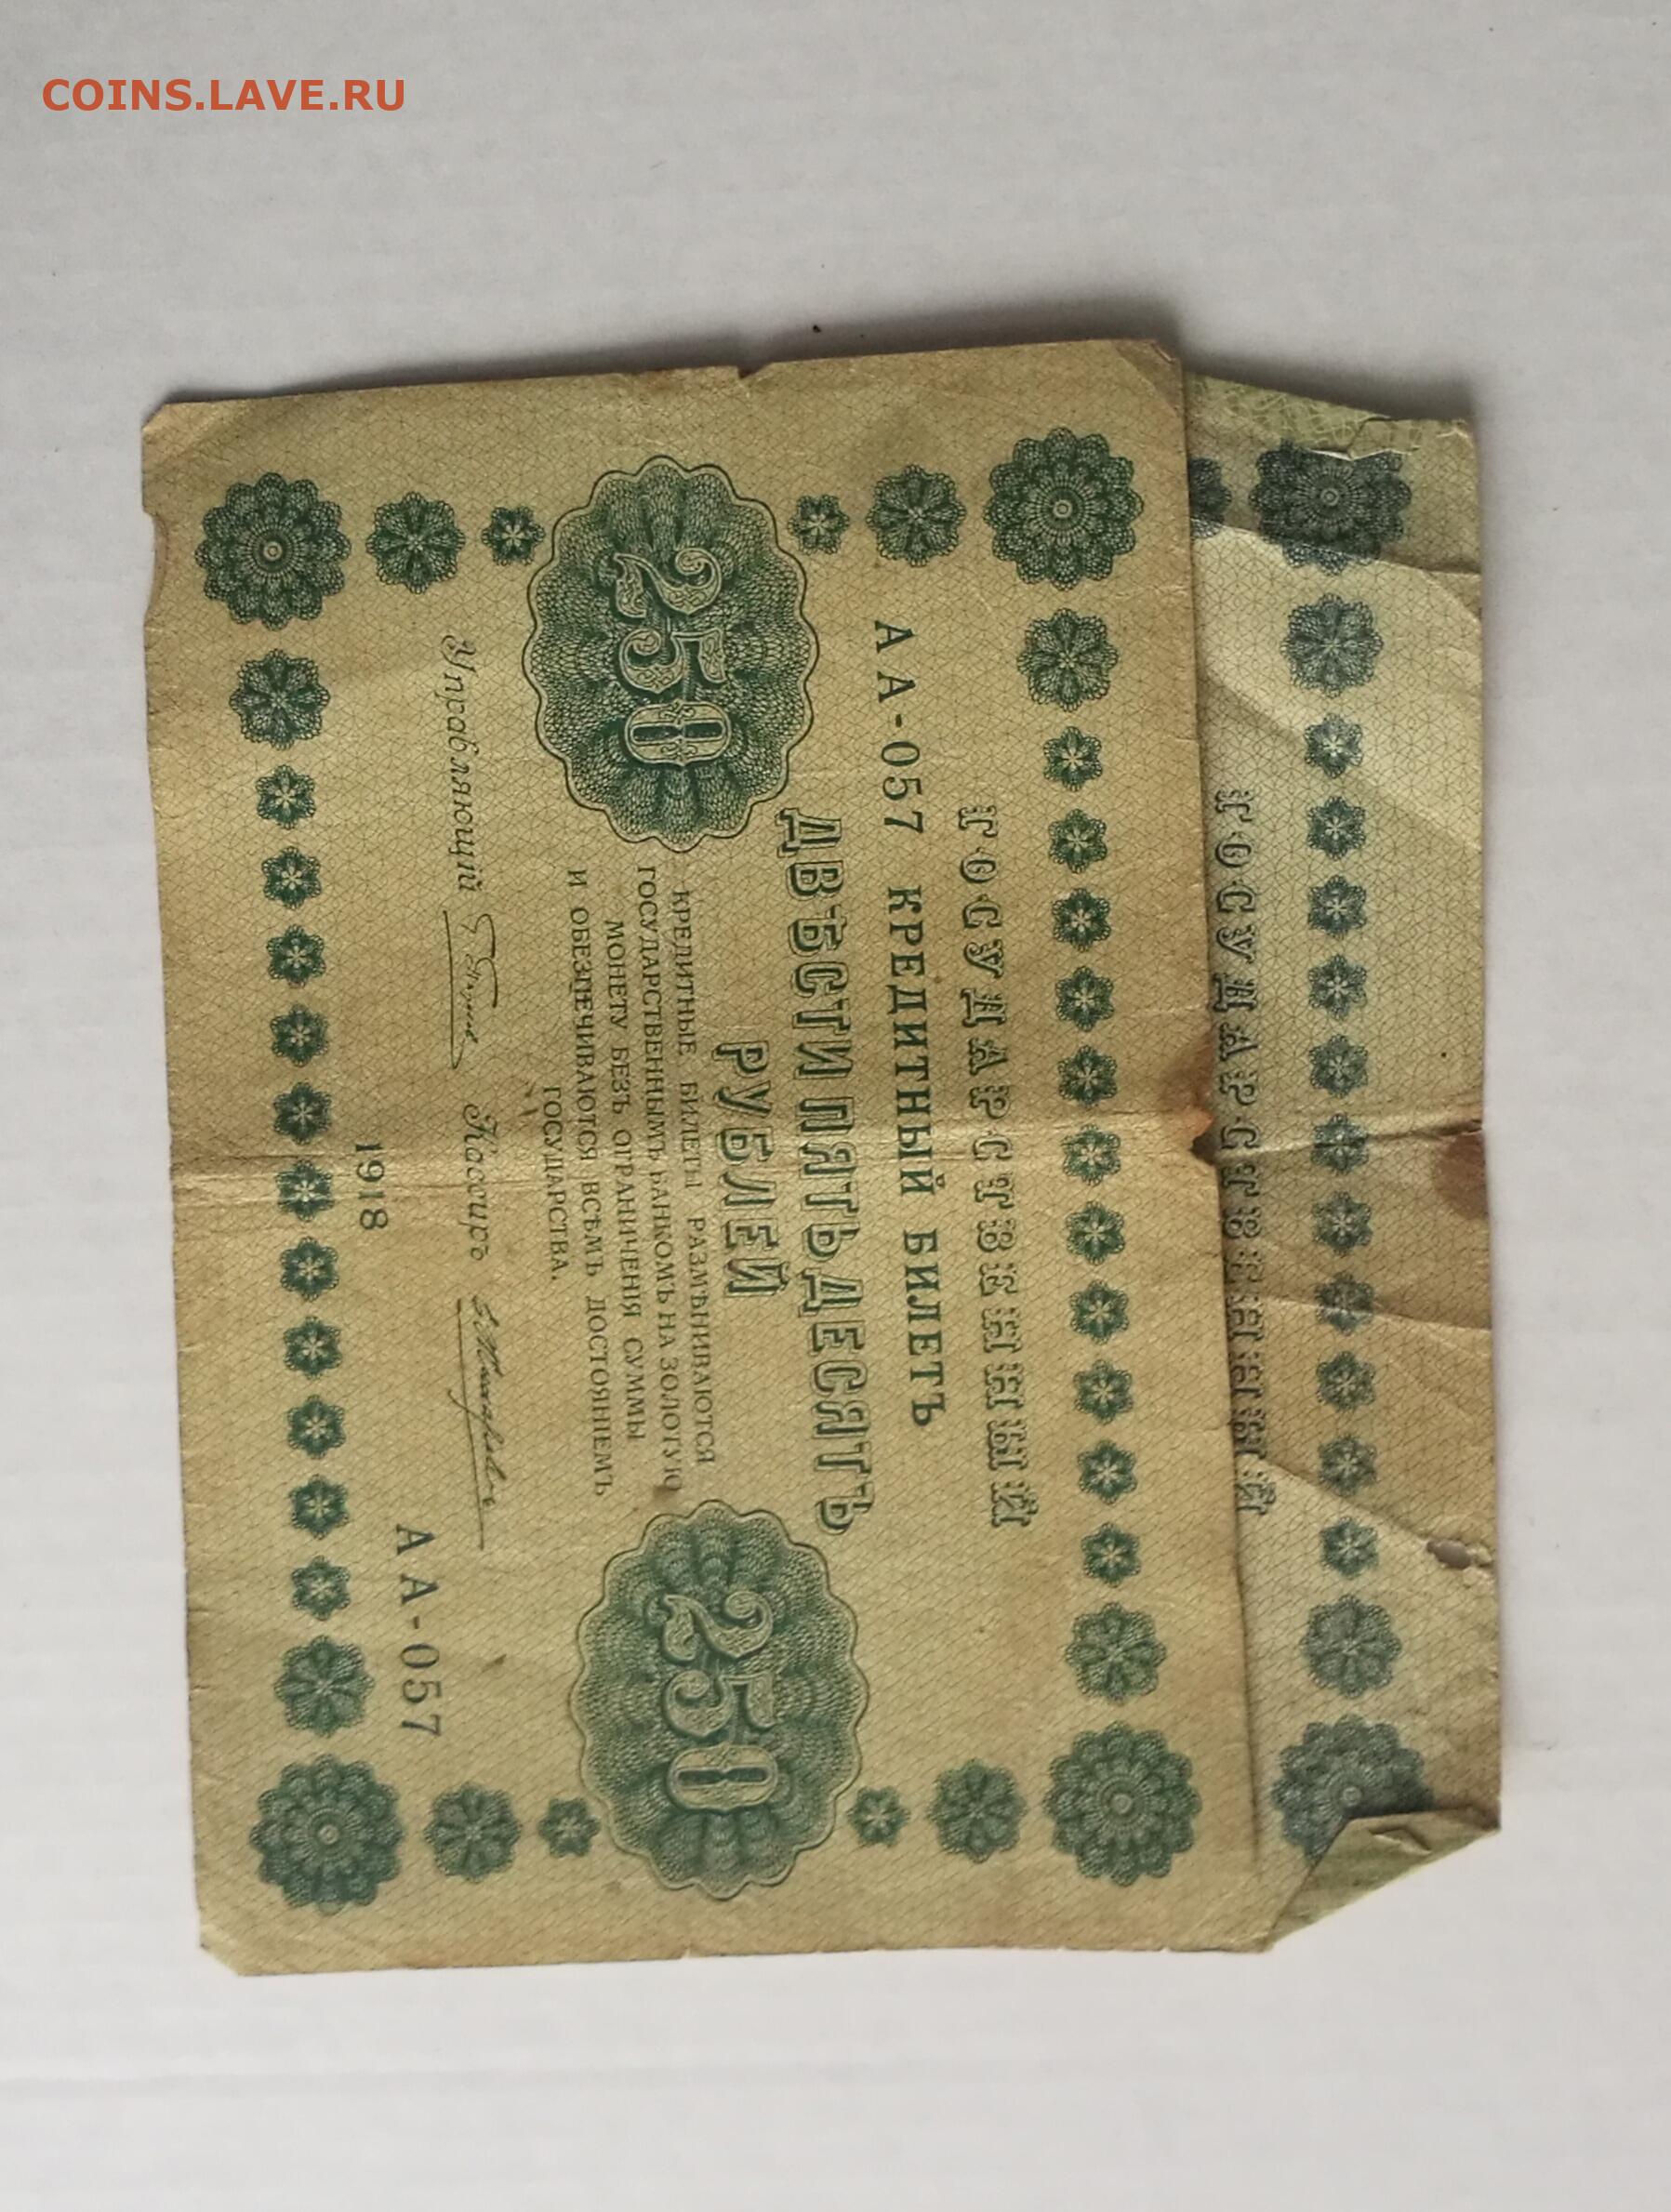 COINS.LAVE.RU
ГОСУДАРСТВЕННЫЙ
ГОСУДАРСТВЕННЫЙ
АА-057 КРЕДИТНЫЙ БИЛЕТЪ
ДВѢСТИ ПЯТЬДЕСЯТЪ
РУБЛЕЙ
250
250
КРЕДИТНЫЕ БИЛЕТЫ РАЗМѢНИВАЮТСЯ
ГОСУДАРСТВЕННЫМЪ БАНКОМЪ НА ЗОЛОТУЮ
МОНЕТУ БЕЗЪ ОГРАНИЧЕНІЯ СУММЫ
И ОБЕЗПЕЧИВАЮТСЯ ВСѢМЪ ДОСТОЯНІЕМЪ
ГОСУДАРСТВА.
Управляющій Кассиръ
АА-057
1918